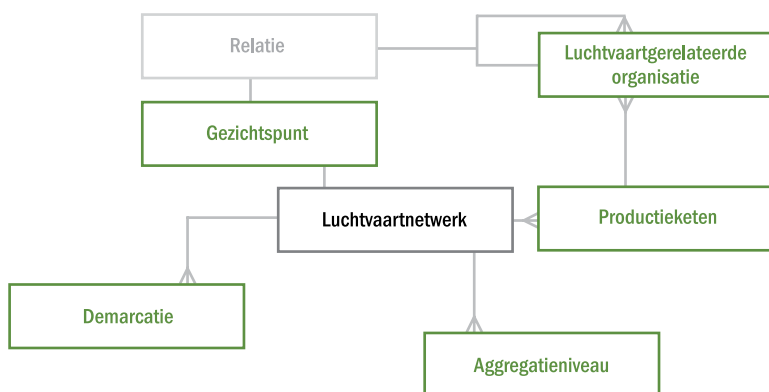 Relatie
Luchtvaartgerelateerde
organisatie
Gezichtspunt
Luchtvaartnetwerk
Productieketen
Demarcatie
Aggregatieniveau